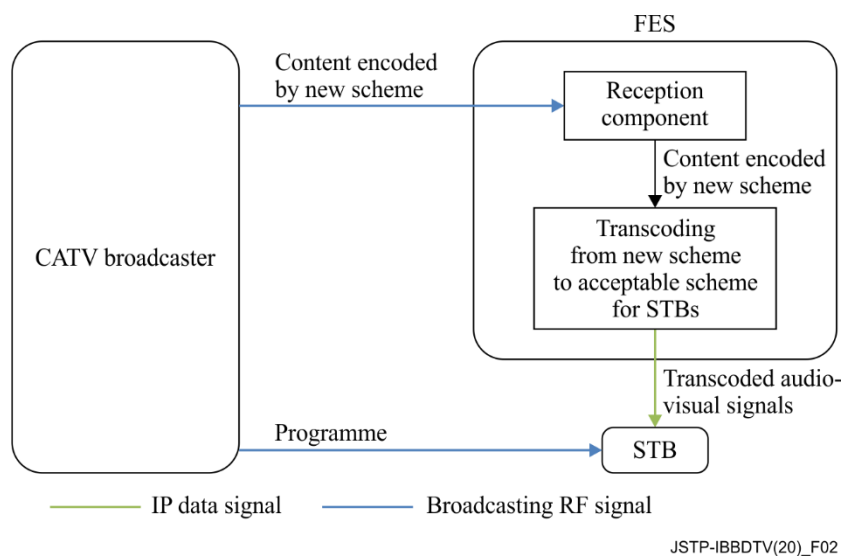 FES
Content encoded
by new scheme
Reception
component
Content encoded
by new scheme
CATV broadcaster
Transcoding
from new scheme
to acceptable scheme
for STBs
Transcoded audio-
visual signals
Programme
STB
IP data signal
Broadcasting RF signal
JSTP-IBBDTV(20)_F02